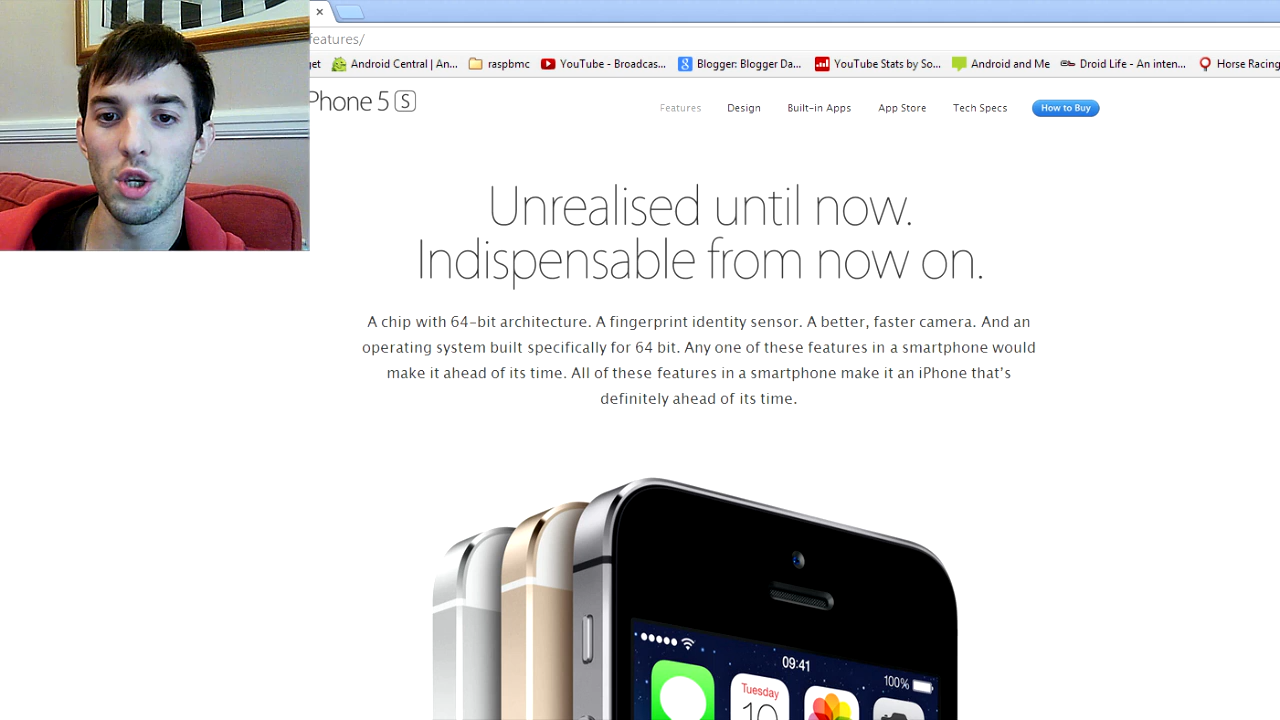 features/
get
Android Central | An...
raspbmc
YouTube - Broadcas...
Blogger: Blogger Da...
YouTube Stats by So...
Android and Me
Droid Life - An inten...
Horse Racing
Phone 5 S
Features
Design
Built-in Apps
App Store
Tech Specs
How to Buy
Unrealised until now.
Indispensable from now on.
A chip with 64-bit architecture. A fingerprint identity sensor. A better, faster camera. And an
operating system built specifically for 64 bit. Any one of these features in a smartphone would
make it ahead of its time. All of these features in a smartphone make it an iPhone that's
definitely ahead of its time.
09:41
100%
Tuesday
10